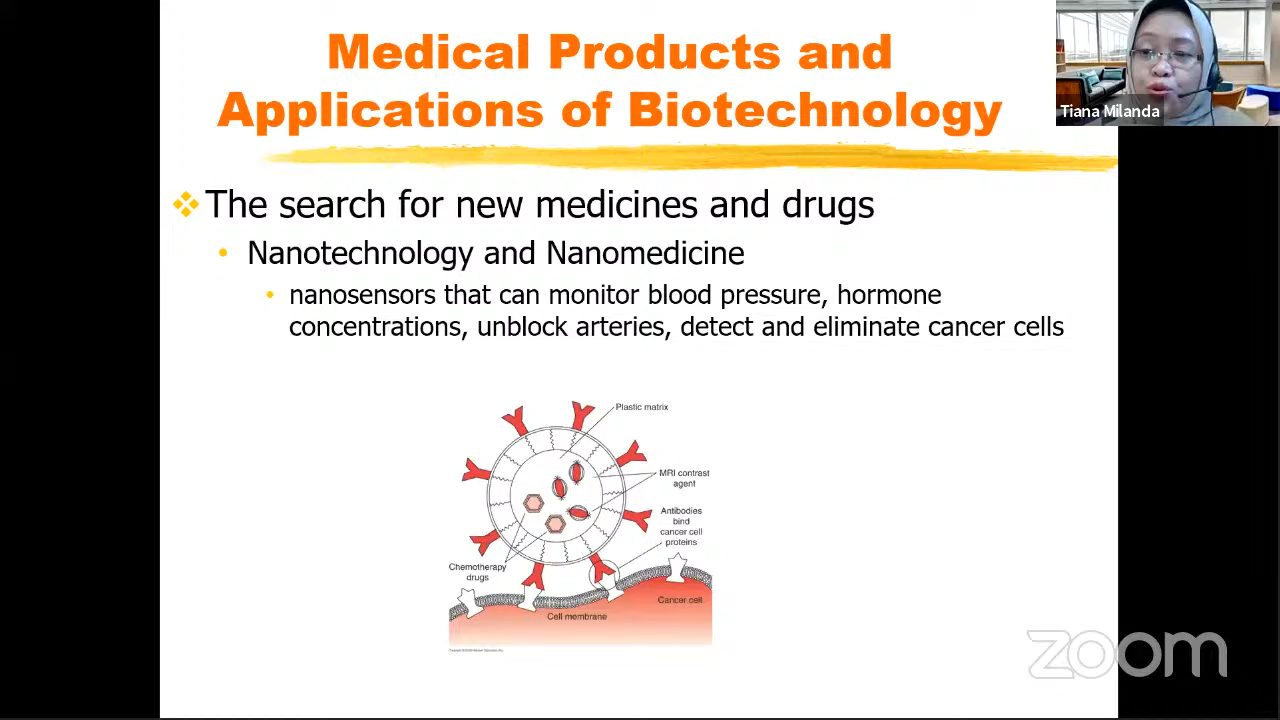 Medical Products and
Applications of Biotechnology
Tiana Milanda
The search for new medicines and drugs
Nanotechnology and Nanomedicine
nanosensors that can monitor blood pressure, hormone
concentrations, unblock arteries, detect and eliminate cancer cells
Plastic matrix
MRI contrast
agent
Antibodies
bind
cancer cell
proteins
Chemotherapy
drugs
Cancer cell
Cell membrane
zoom